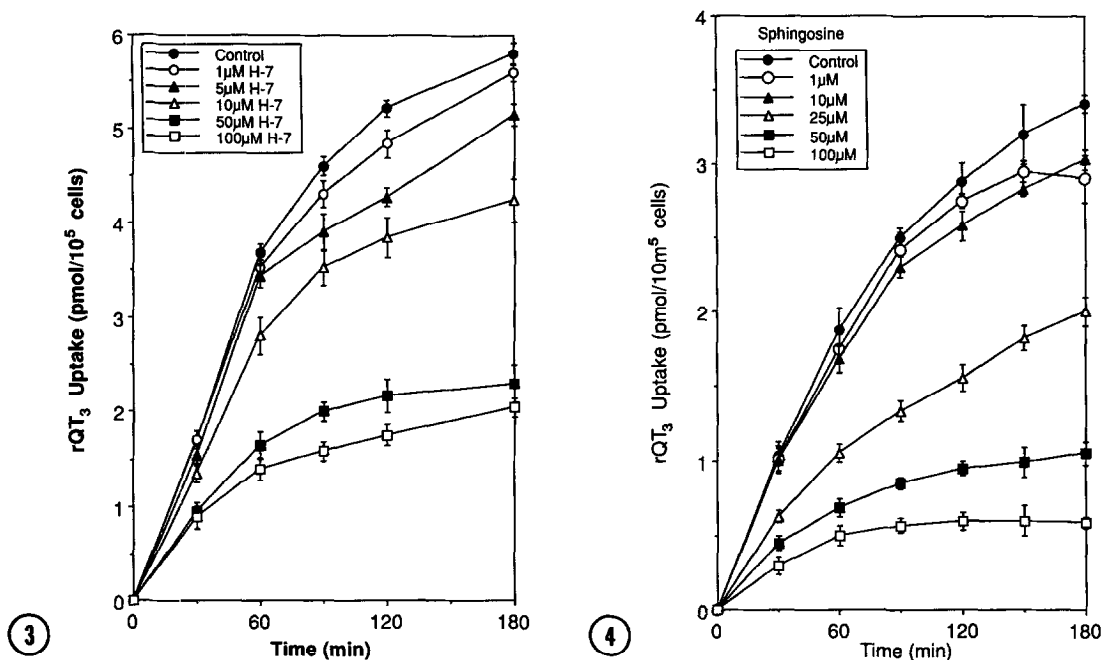 6
5
4
3
2
1
0
rQT3 Uptake (pmol/10^5 cells)
Control
1µM H-7
5µM H-7
10µM H-7
50µM H-7
100µM H-7
0
60
120
180
Time (min)
3
4
3
2
1
0
rQT3 Uptake (pmol/10m^5 cells)
Sphingosine
Control
1µM
10µM
25µM
50µM
100µM
0
60
120
180
Time (min)
4